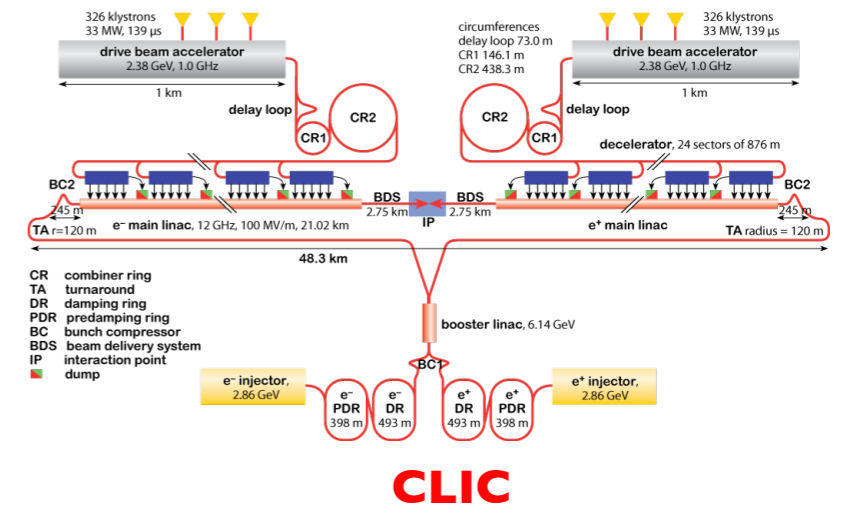 326 klystrons
33 MW, 139 µs
drive beam accelerator
2.38 GeV, 1.0 GHz
1 km
delay loop
CR1
CR2
circumferences
delay loop 73.0 m
CR1 146.1 m
CR2 438.3 m
326 klystrons
33 MW, 139 µs
drive beam accelerator
2.38 GeV, 1.0 GHz
1 km
delay loop
CR2
CR1
decelerator, 24 sectors of 876 m
BC2
245 m
TA r=120 m
e⁻ main linac, 12 GHz, 100 MV/m, 21.02 km
BDS
2.75 km
IP
BDS
2.75 km
e⁺ main linac
BC2
245 m
TA radius = 120 m
48.3 km
CR combiner ring
TA turnaround
DR damping ring
PDR predamping ring
BC bunch compressor
BDS beam delivery system
IP interaction point
dump
booster linac, 6.14 GeV
BC1
e⁻ injector,
2.86 GeV
e⁻
PDR
398 m
e⁻
DR
493 m
e⁺
DR
493 m
e⁺
PDR
398 m
e⁺ injector,
2.86 GeV
CLIC